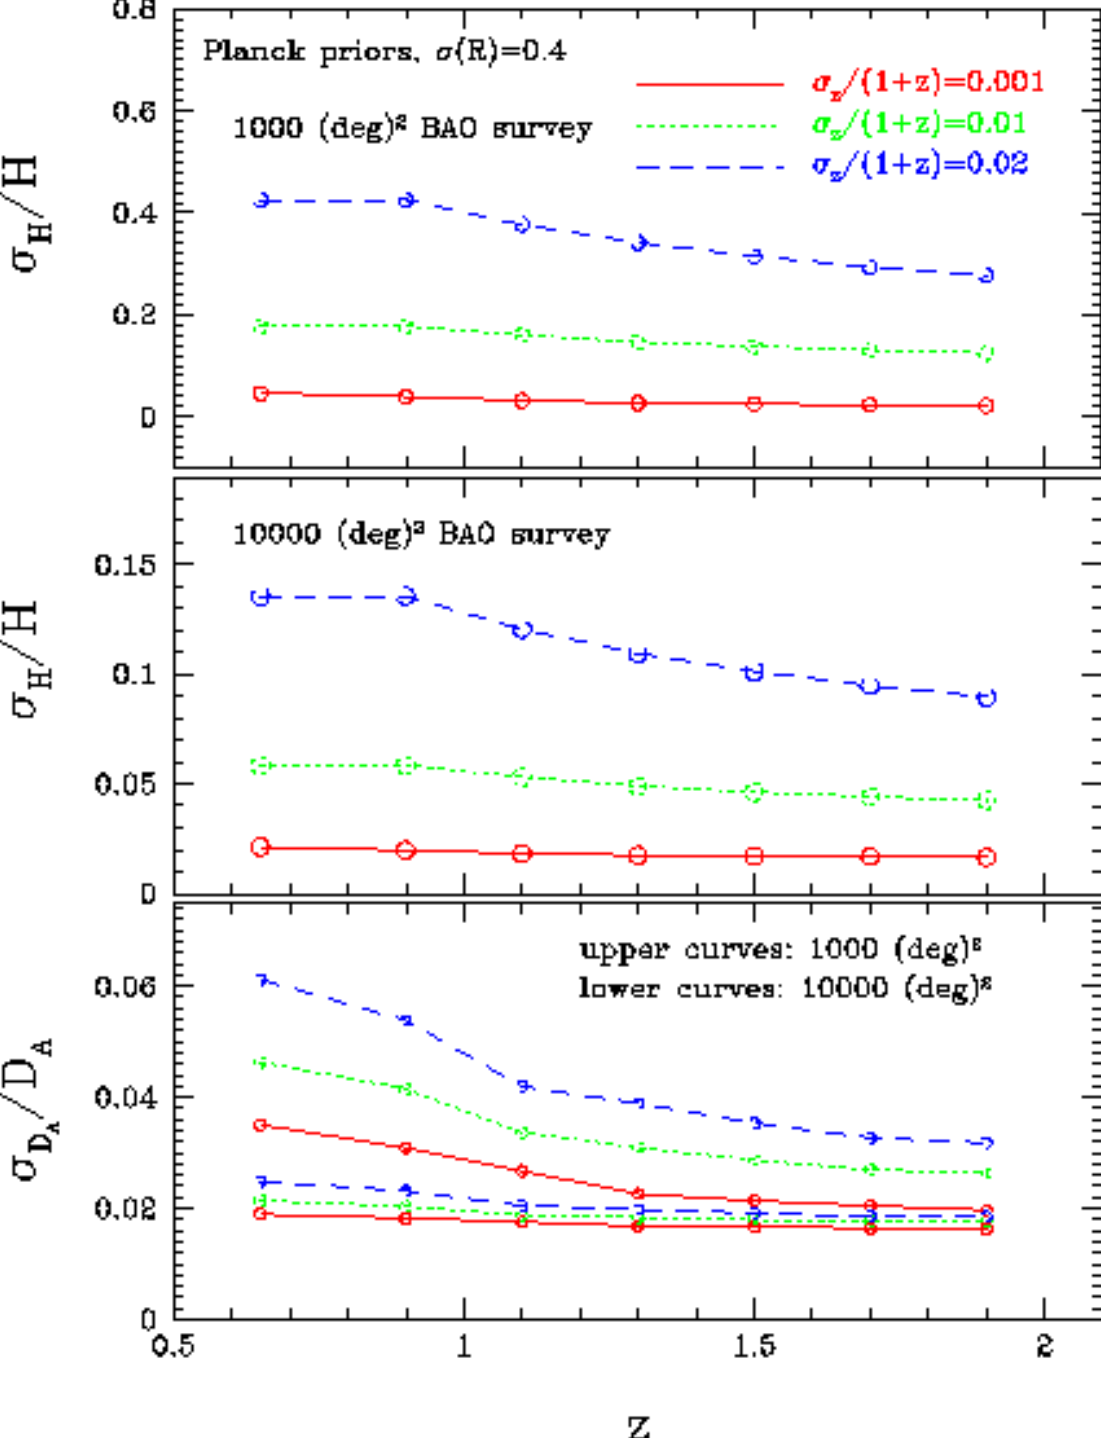 0.8
Planck priors, σ(R)=0.4
σz/(1+z)=0.001
0.6
1000 (deg)² BAO survey
σz/(1+z)=0.01
σz/(1+z)=0.02
σH/H
0.4
0.2
0
10000 (deg)² BAO survey
0.15
σH/H
0.1
0.05
0
upper curves: 1000 (deg)²
lower curves: 10000 (deg)²
0.06
σDA/DA
0.04
0.02
0
0.5 1 1.5 2
z